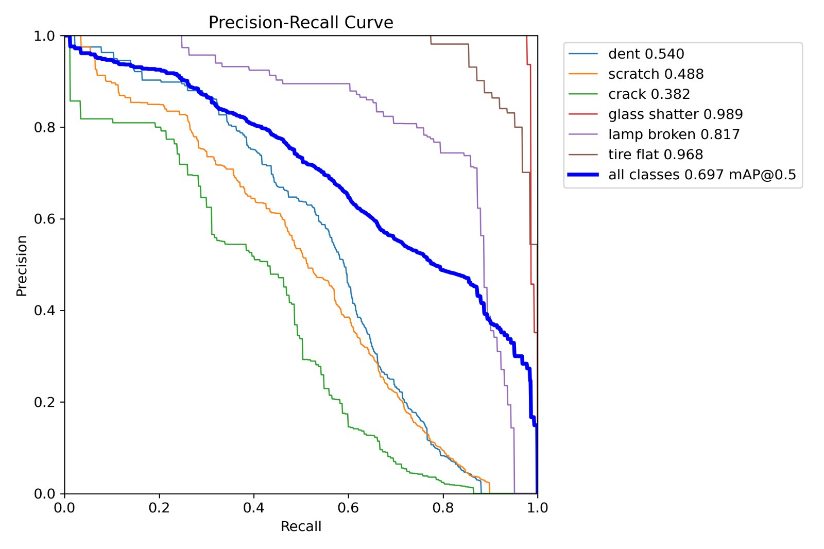 Precision-Recall Curve
1.0
0.8
0.6
0.4
0.2
0.0
Precision
0.0 0.2 0.4 0.6 0.8 1.0
Recall
dent 0.540
scratch 0.488
crack 0.382
glass shatter 0.989
lamp broken 0.817
tire flat 0.968
all classes 0.697 mAP@0.5